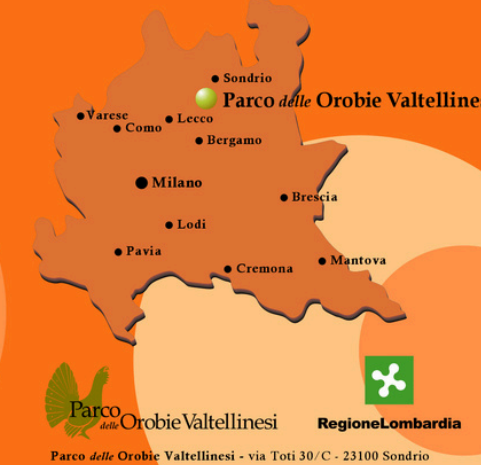 Sondrio
Parco delle Orobie Valtelline
Varese
Lecco
Como
Bergamo
Milano
Brescia
Lodi
Pavia
Mantova
Cremona
Parco delle Orobie Valtellinesi
RegioneLombardia
Parco delle Orobie Valtellinesi - via Toti 30/C - 23100 Sondrio